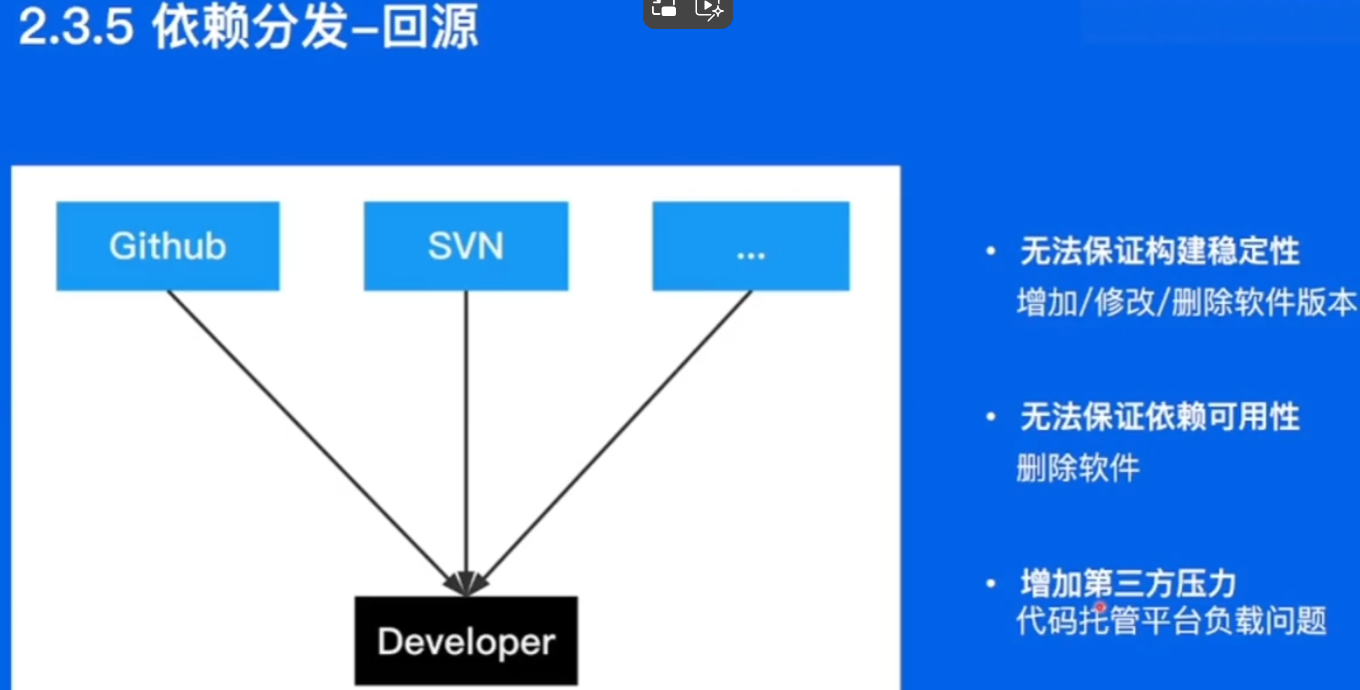 2.3.5 依赖分发-回源
Github
SVN
...
Developer
• 无法保证构建稳定性
增加/修改/删除软件版本
• 无法保证依赖可用性
删除软件
• 增加第三方压力
代码托管平台负载问题